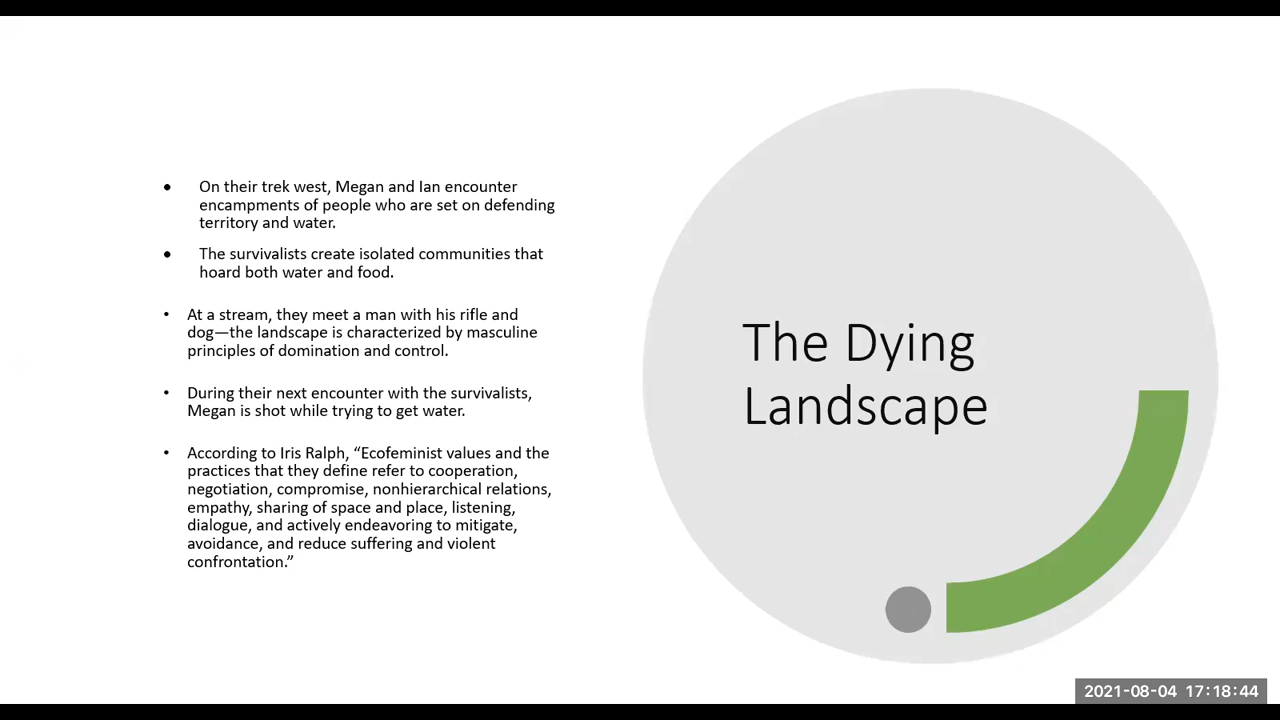 ● On their trek west, Megan and Ian encounter
encampments of people who are set on defending
territory and water.
● The survivalists create isolated communities that
hoard both water and food.
• At a stream, they meet a man with his rifle and
dog—the landscape is characterized by masculine
principles of domination and control.
• During their next encounter with the survivalists,
Megan is shot while trying to get water.
• According to Iris Ralph, “Ecofeminist values and the
practices that they define refer to cooperation,
negotiation, compromise, nonhierarchical relations,
empathy, sharing of space and place, listening,
dialogue, and actively endeavoring to mitigate,
avoidance, and reduce suffering and violent
confrontation.”
The Dying
Landscape
2021-08-04 17:18:44